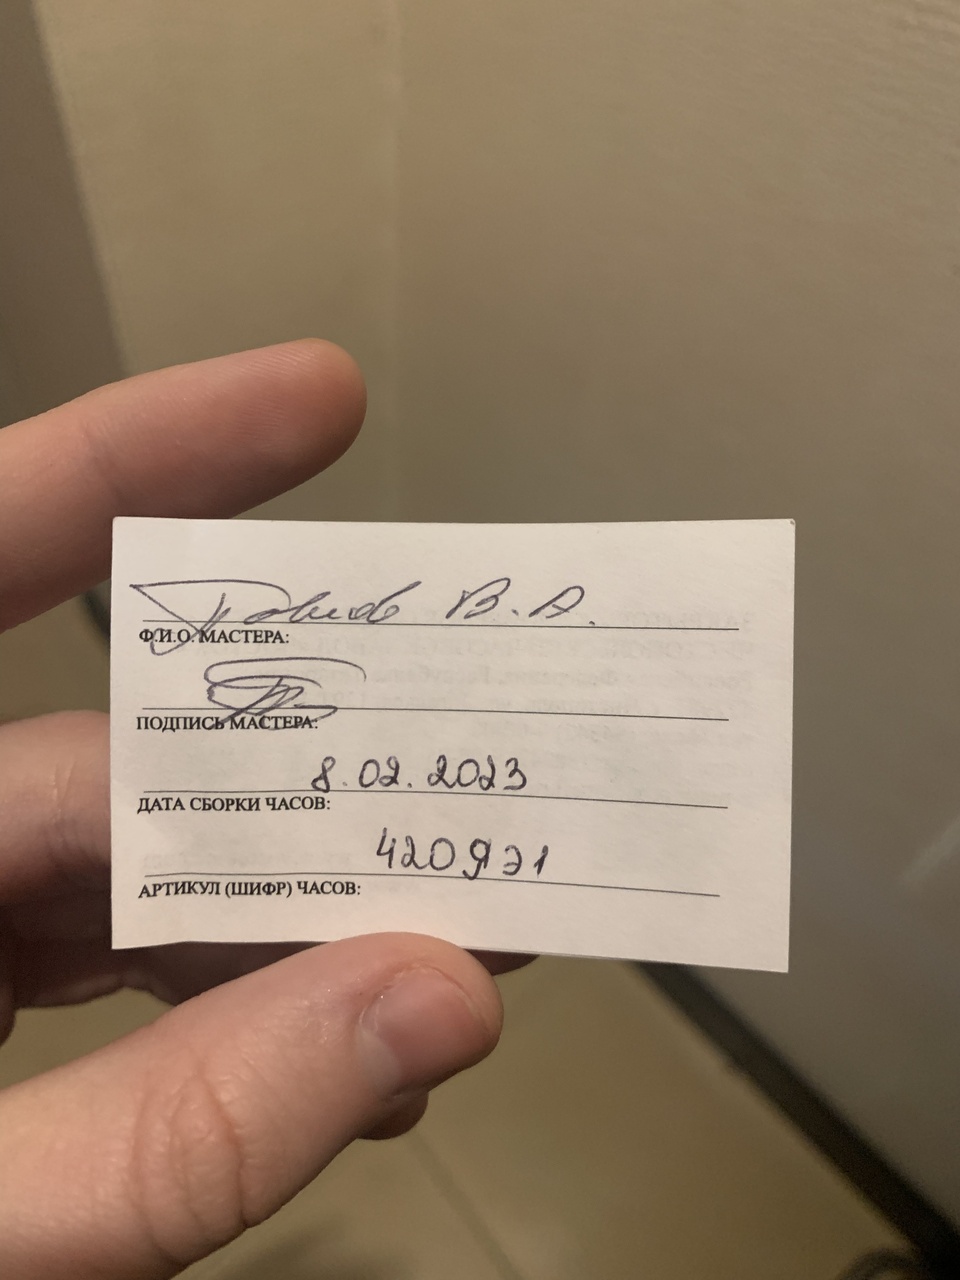 В. А.
Ф.И.О. МАСТЕРА:
ПОДПИСЬ МАСТЕРА:
8.02.2023
ДАТА СБОРКИ ЧАСОВ:
420ЯЭ1
АРТИКУЛ (ШИФР) ЧАСОВ: